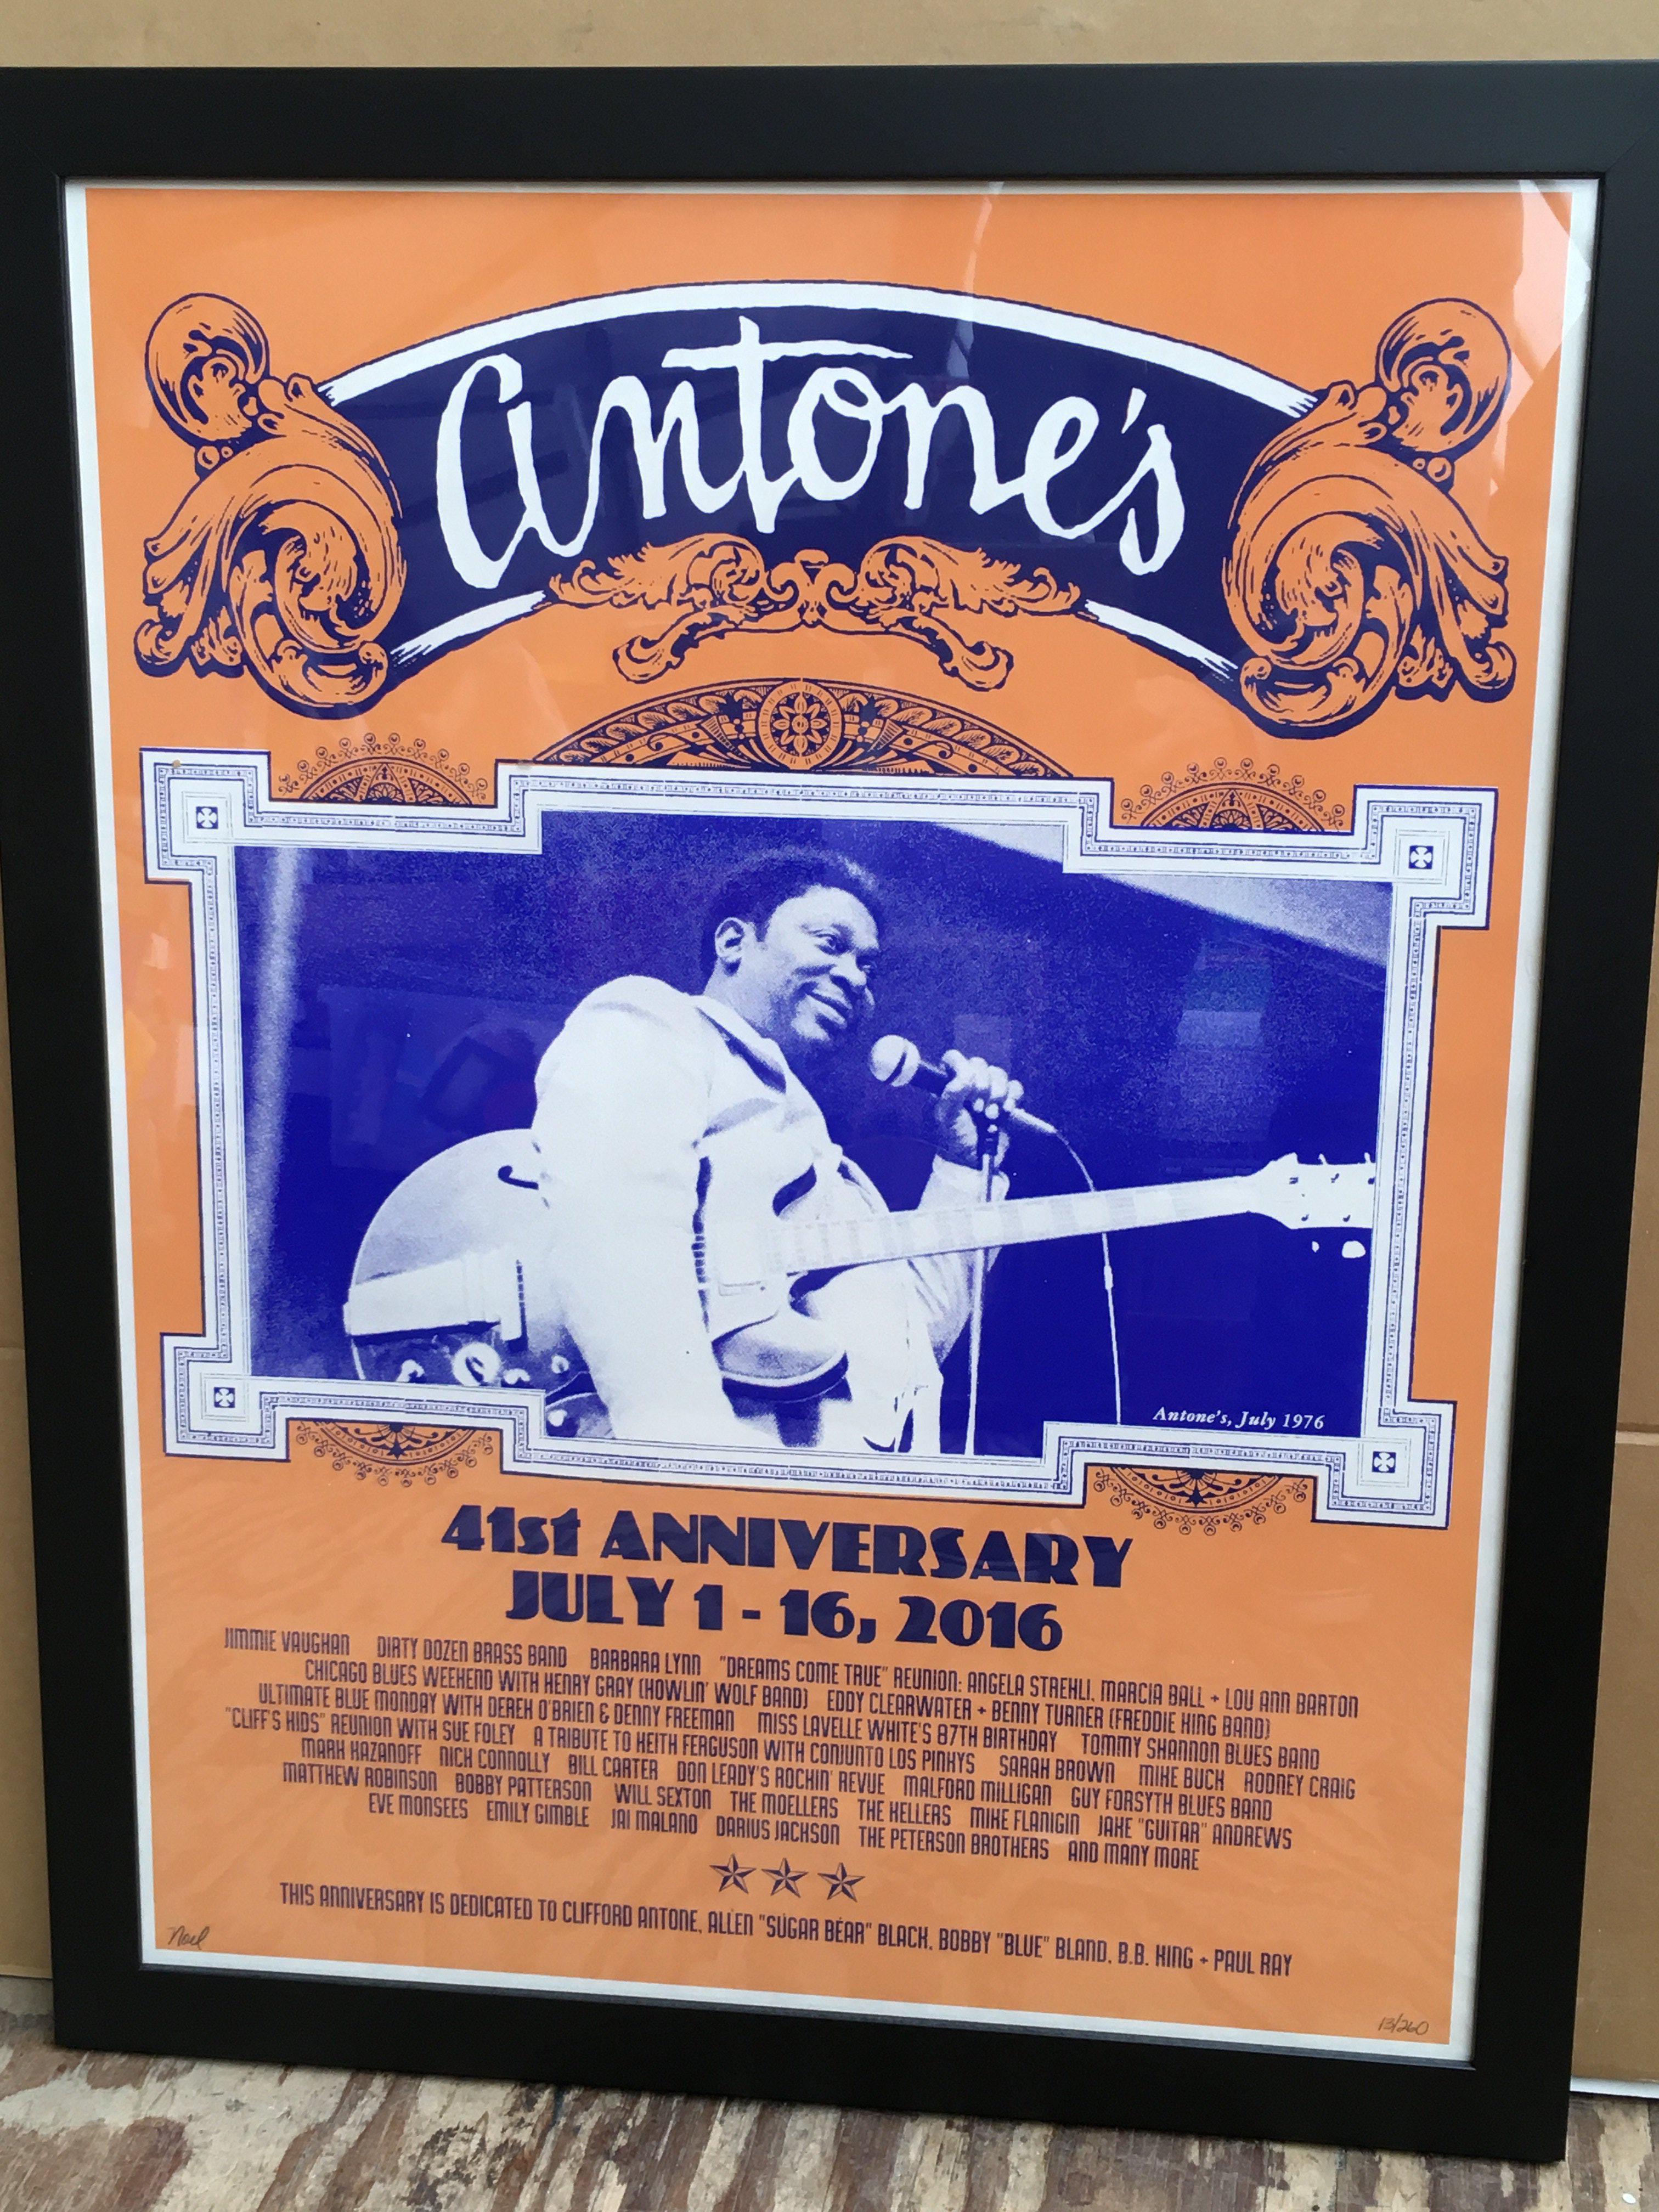 antone's
Antone's, July 1976
41st ANNIVERSARY
JULY 1 - 16, 2016
JIMMIE VAUGHAN DIRTY DOZEN BRASS BAND BARBARA LYNN "DREAMS COME TRUE" REUNION: ANGELA STREHLI, MARCIA BALL + LOU ANN BARTON
CHICAGO BLUES WEEKEND WITH HENRY GRAY (HOWLIN' WOLF BAND) EDDY CLEARWATER + BENNY TURNER (FREDDIE KING BAND)
ULTIMATE BLUE MONDAY WITH DEREK O'BRIEN & DENNY FREEMAN MISS LAVELLE WHITE'S 87TH BIRTHDAY TOMMY SHANNON BLUES BAND
"CLIFF'S KIDS" REUNION WITH SUE FOLEY A TRIBUTE TO KEITH FERGUSON WITH CONJUNTO LOS PINKYS SARAH BROWN MIKE BUCK RODNEY CRAIG
MARK KAZANOFF NICK CONNOLLY BILL CARTER DON LEADY'S ROCKIN' REVUE MALFORD MILLIGAN GUY FORSYTH BLUES BAND
MATTHEW ROBINSON BOBBY PATTERSON WILL SEXTON THE MOELLERS THE KELLERS MIKE FLANIGIN JAKE "GUITAR" ANDREWS
EVE MONSEES EMILY GIMBLE JAI MALANO DARIUS JACKSON THE PETERSON BROTHERS AND MANY MORE
THIS ANNIVERSARY IS DEDICATED TO CLIFFORD ANTONE, ALLEN "SUGAR BEAR" BLACK, BOBBY "BLUE" BLAND, B.B. KING + PAUL RAY
Noel
13/260